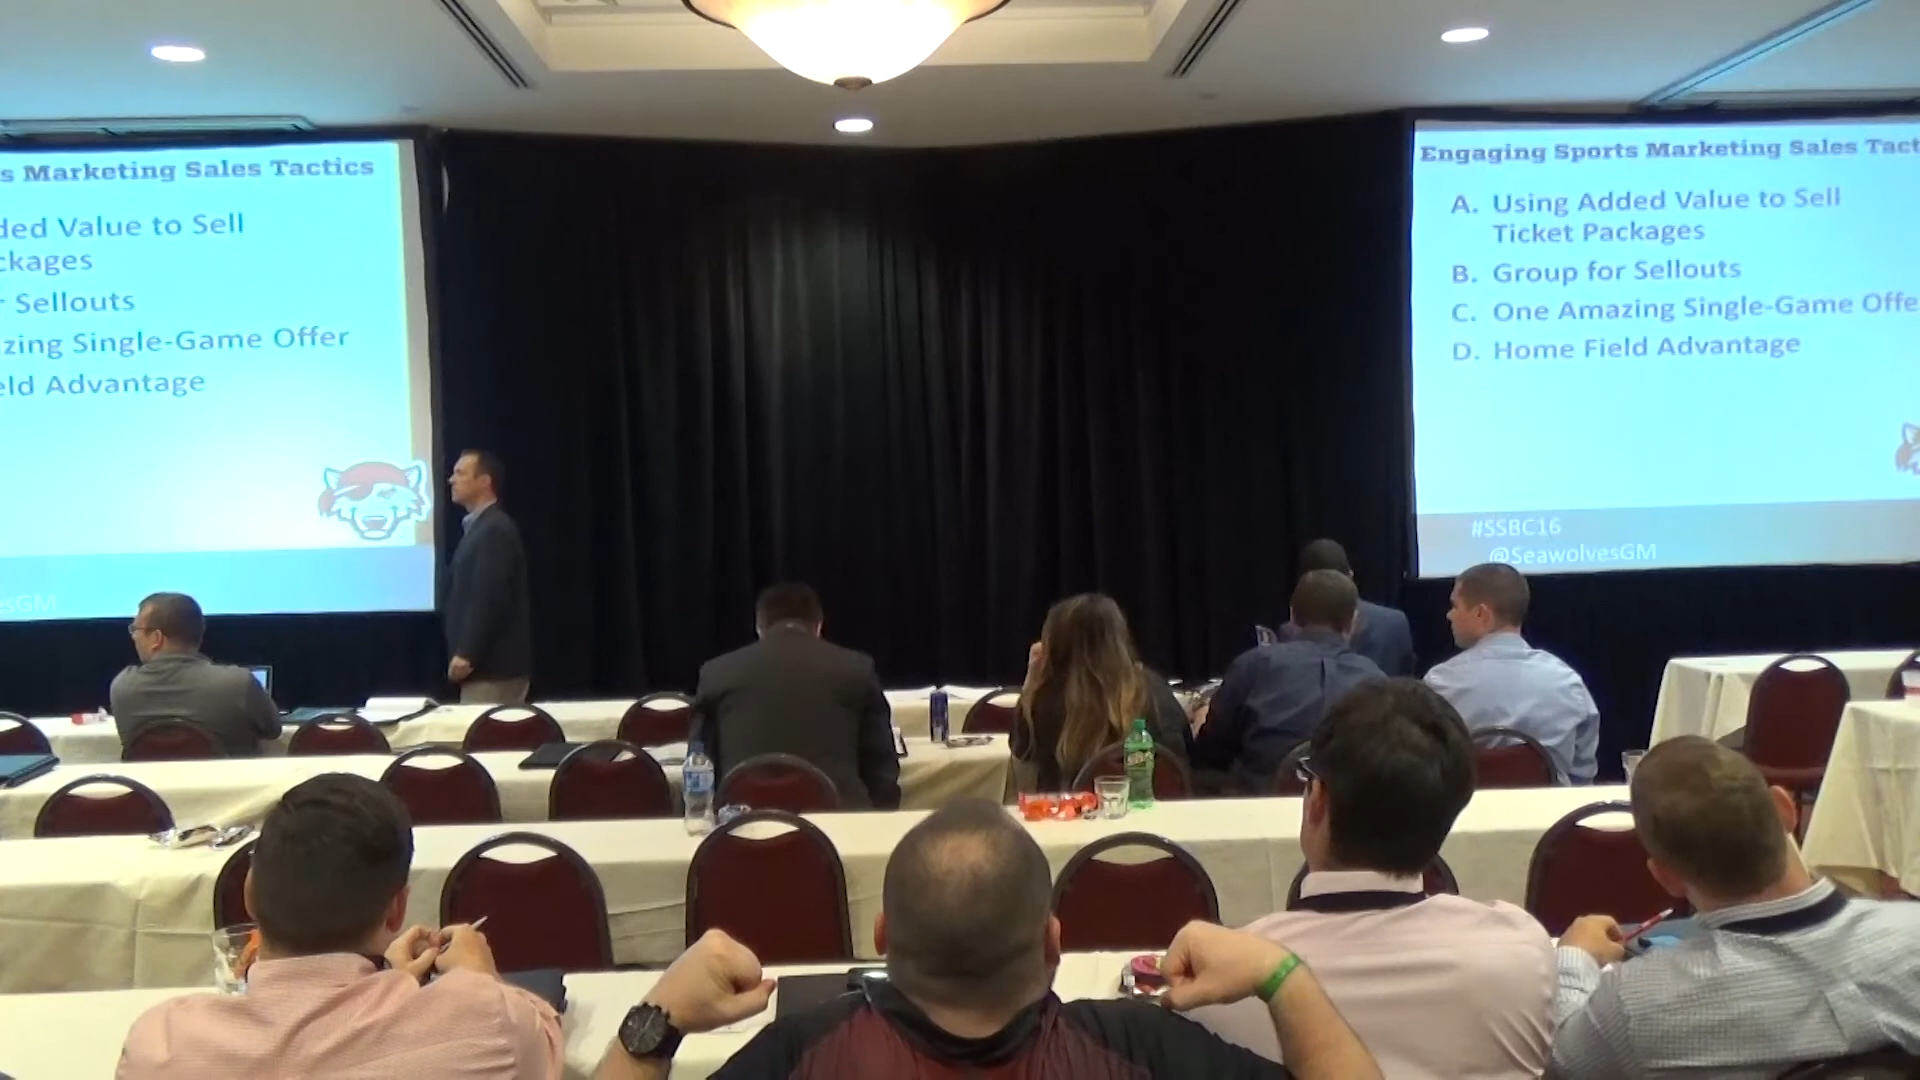 s Marketing Sales Tactics
ded Value to Sell
ckages
r Sellouts
zing Single-Game Offer
eld Advantage
esGM
Engaging Sports Marketing Sales Tact
A. Using Added Value to Sell
Ticket Packages
B. Group for Sellouts
C. One Amazing Single-Game Offe
D. Home Field Advantage
#SSBC16
@SeawolvesGM